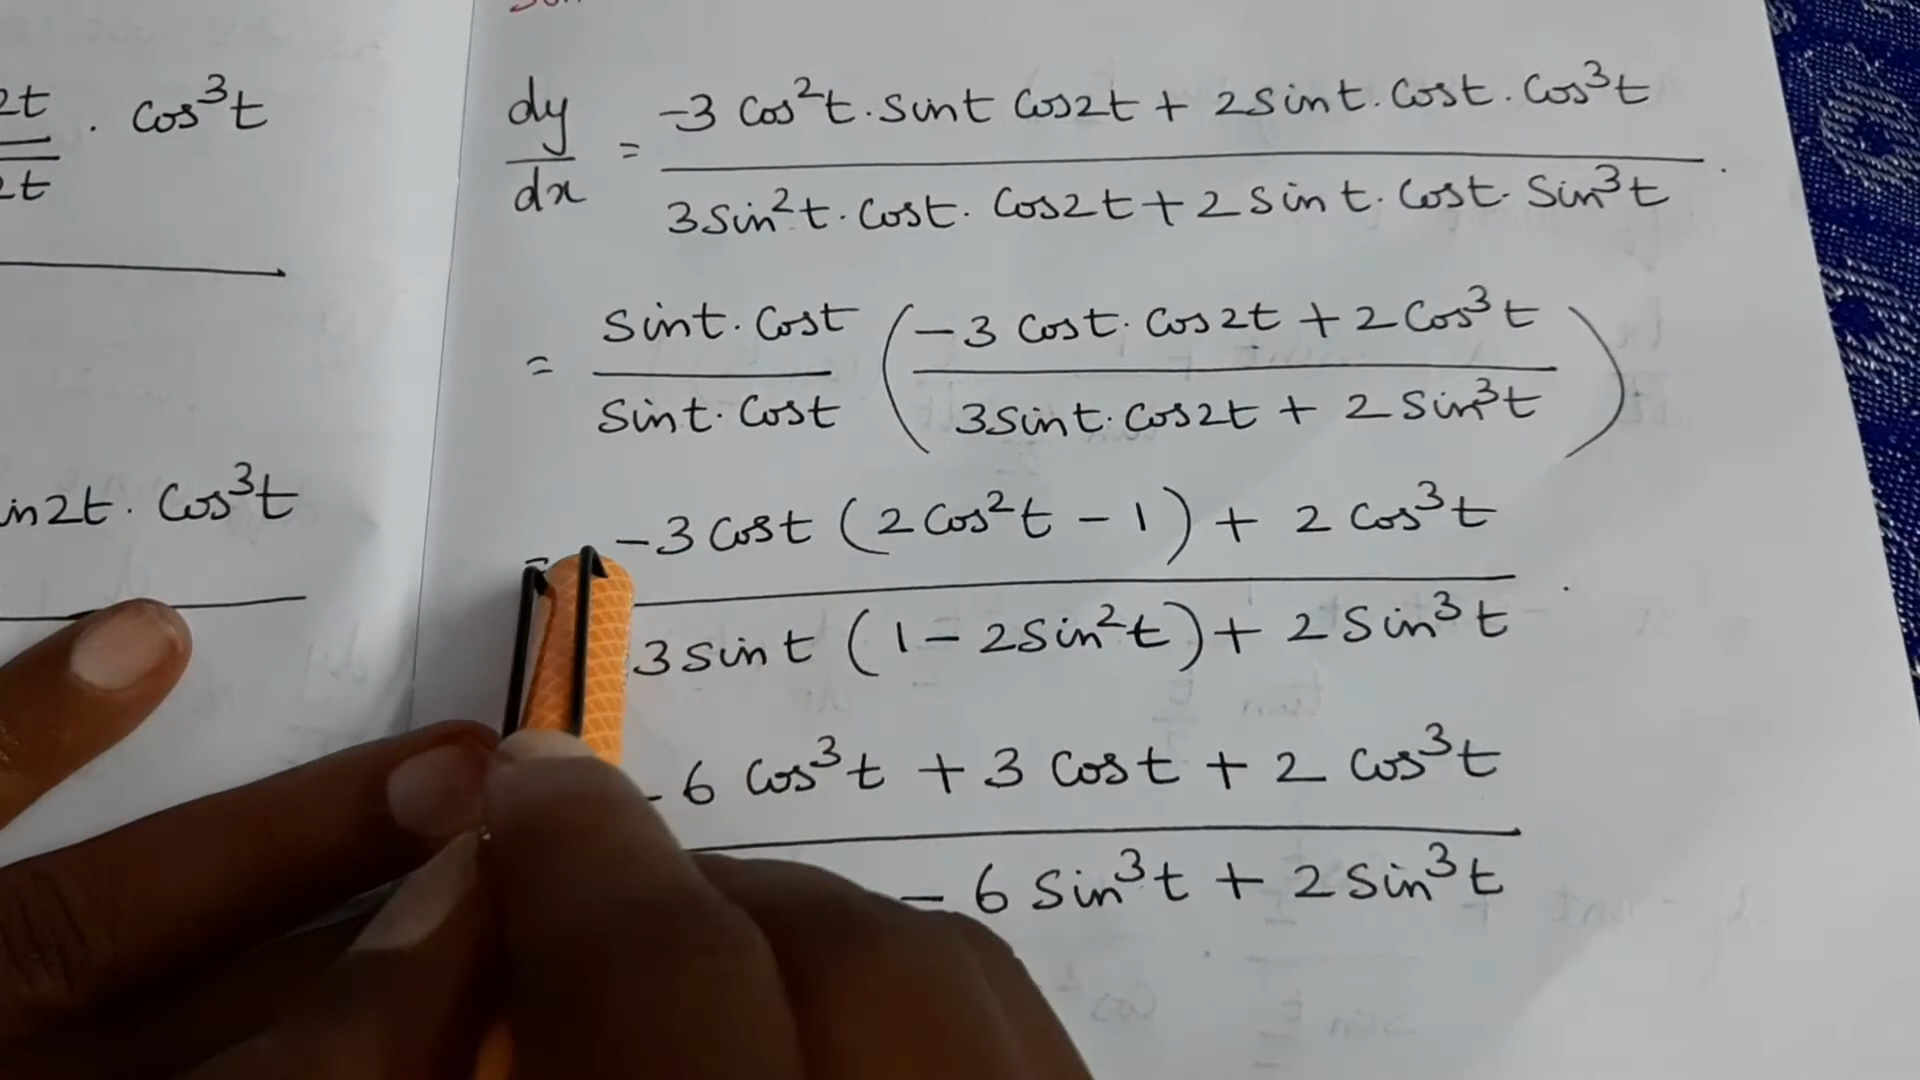 2t/2t . cos³t
in2t. cos³t
dy/dx = (-3 cos²t. sint cos2t + 2sint. cost. cos³t) / (3sin²t. cost. cos2t + 2 sint. cost. sin³t)
= (sint. cost)/(sint. cost) ((-3 cost. cos2t + 2 cos³t) / (3sint. cos2t + 2 sin³t))
= (-3 cost (2cos²t - 1) + 2 cos³t) / (3sint (1 - 2sin²t) + 2 sin³t)
(-6 cos³t + 3 cost + 2 cos³t) / (- 6 sin³t + 2 sin³t)